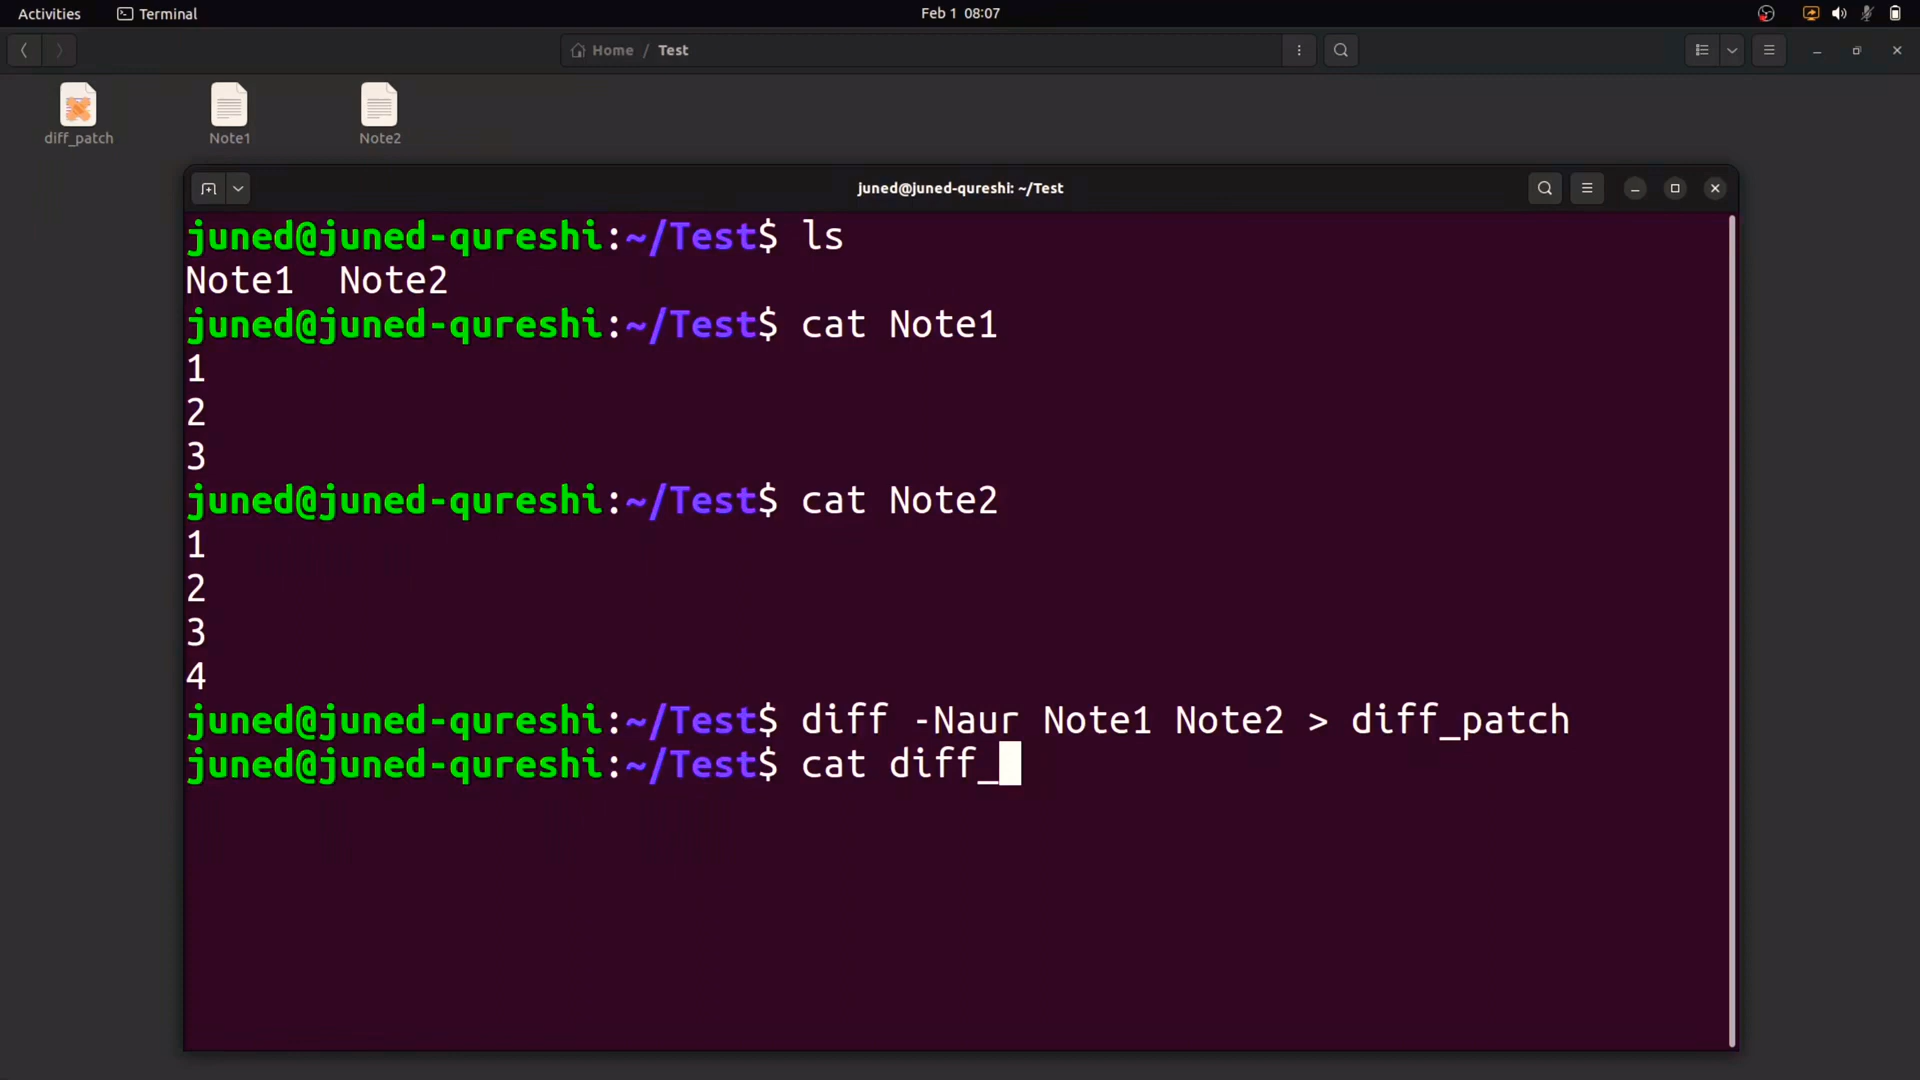 Activities Terminal Feb 1 08:07
Home / Test
diff_patch Note1 Note2
juned@juned-qureshi: ~/Test
juned@juned-qureshi:~/Test$ ls
Note1  Note2
juned@juned-qureshi:~/Test$ cat Note1
1
2
3
juned@juned-qureshi:~/Test$ cat Note2
1
2
3
4
juned@juned-qureshi:~/Test$ diff -Naur Note1 Note2 > diff_patch
juned@juned-qureshi:~/Test$ cat diff_